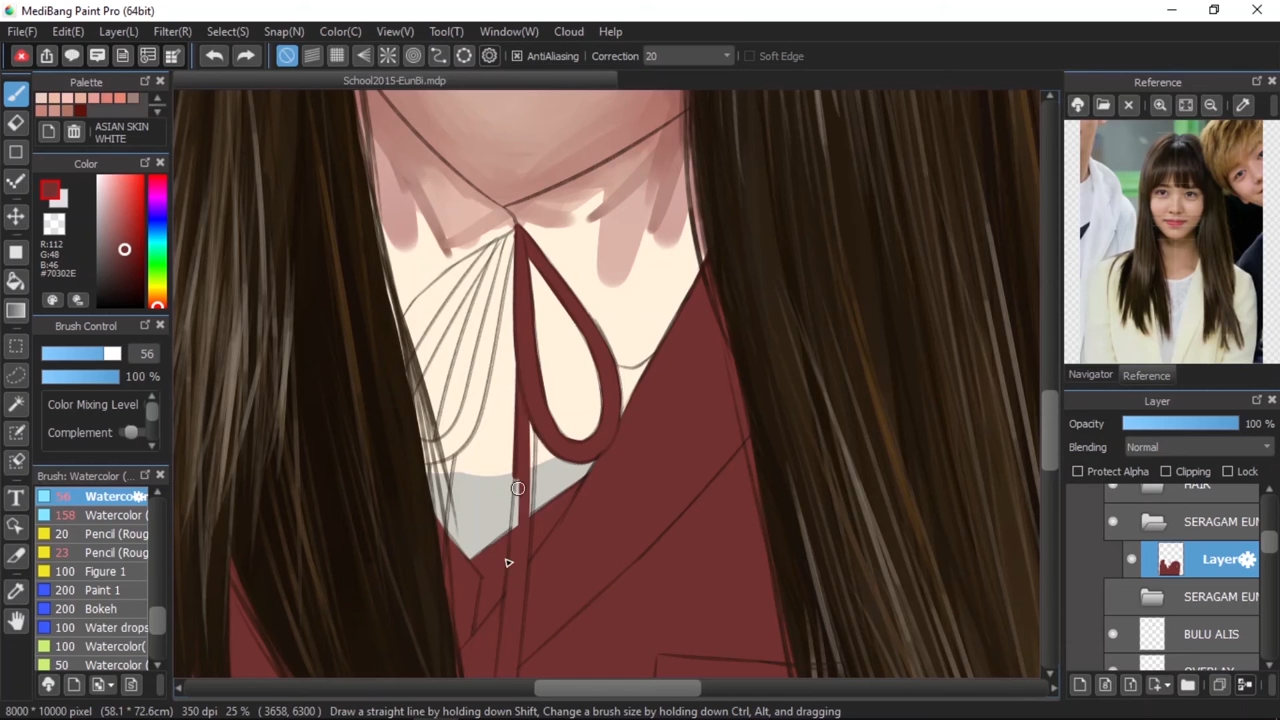 MediBang Paint Pro (64bit)
File(F) Edit(E) Layer(L) Filter(R) Select(S) Snap(N) Color(C) View(V) Tool(T) Window(W) Cloud Help
AntiAliasing Correction 20 Soft Edge
School2015-EunBi.mdp
Palette
ASIAN SKIN
WHITE
Color
R:112
G:48
B:46
#70302E
Brush Control
56
100 %
Color Mixing Level
Complement
Brush: Watercolor (...
56 Watercolor
158 Watercolor (
20 Pencil (Roug
23 Pencil (Roug
100 Figure 1
200 Paint 1
200 Bokeh
100 Water drops
100 Watercolor(
50 Watercolor (
Reference
Navigator Reference
Layer
Opacity 100 %
Blending Normal
Protect Alpha Clipping Lock
HAIR
SERAGAM EUN
Layer
SERAGAM EUN
BULU ALIS
OVERLAY
8000 * 10000 pixel (58.1 * 72.6cm) 350 dpi 25 % ( 3658, 6300 ) Draw a straight line by holding down Shift, Change a brush size by holding down Ctrl, Alt, and dragging